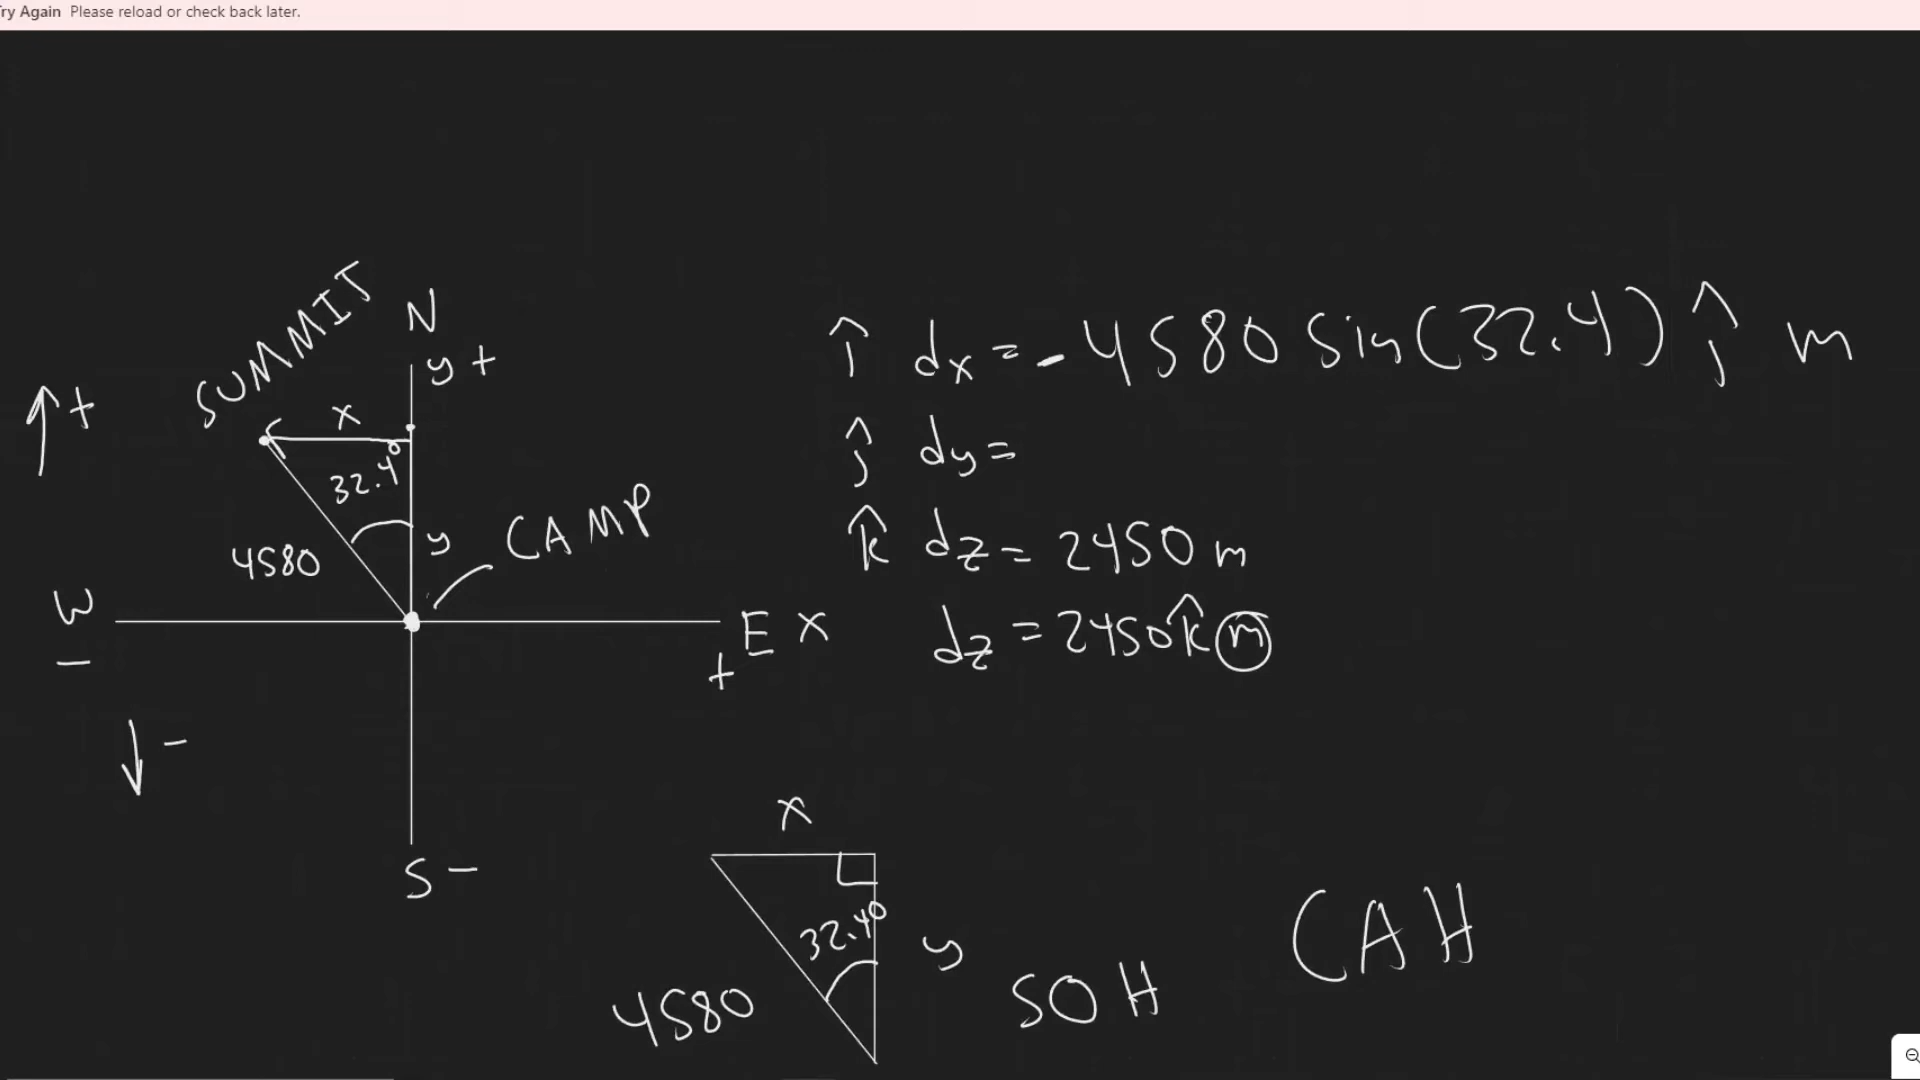 ry Again Please reload or check back later.
SUMMIT
N
y +
↑ +
x
32.4°
4580
y
CAMP
W
−
E x
+
↓ −
S −
î dx = -4580 sin(32.4) ĵ m
ĵ dy =
k̂ dz = 2450 m
dz = 2450 k̂ m
x
32.4°
y
4580
SOH
CAH